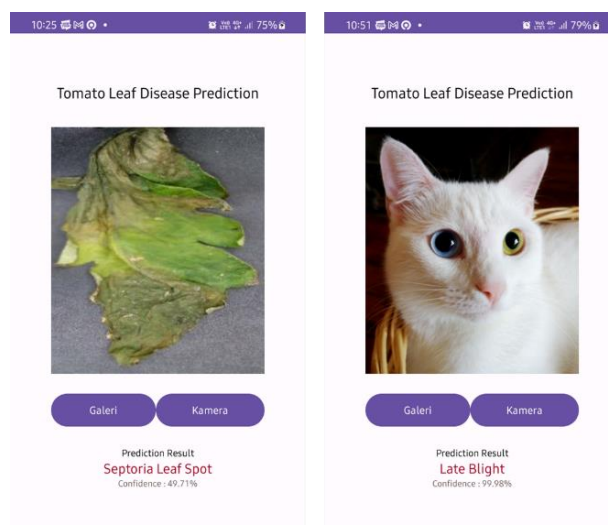 10:25
75%
Tomato Leaf Disease Prediction
Galeri
Kamera
Prediction Result
Septoria Leaf Spot
Confidence : 49.71%
10:51
79%
Tomato Leaf Disease Prediction
Galeri
Kamera
Prediction Result
Late Blight
Confidence : 99.98%